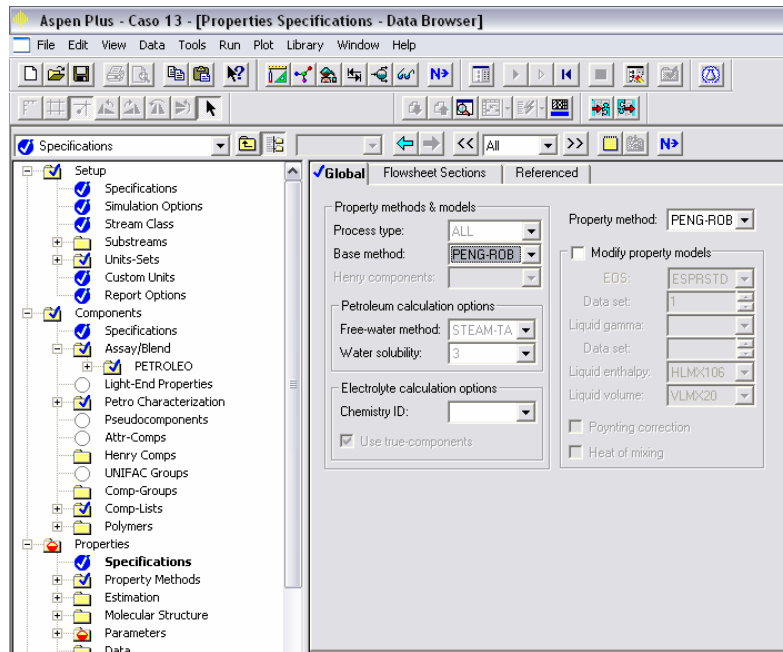 Aspen Plus - Caso 13 - [Properties Specifications - Data Browser]
File Edit View Data Tools Run Plot Library Window Help
N>
Specifications
<< All >> N>
Setup
Specifications
Simulation Options
Stream Class
Substreams
Units-Sets
Custom Units
Report Options
Components
Specifications
Assay/Blend
PETROLEO
Light-End Properties
Petro Characterization
Pseudocomponents
Attr-Comps
Henry Comps
UNIFAC Groups
Comp-Groups
Comp-Lists
Polymers
Properties
Specifications
Property Methods
Estimation
Molecular Structure
Parameters
Data
Global Flowsheet Sections Referenced
Property methods & models
Process type: ALL
Base method: PENG-ROB
Henry components:
Petroleum calculation options
Free-water method: STEAM-TA
Water solubility: 3
Electrolyte calculation options
Chemistry ID:
Use true-components
Property method: PENG-ROB
Modify property models
EOS: ESPRSTD
Data set: 1
Liquid gamma:
Data set:
Liquid enthalpy: HLMX106
Liquid volume: VLMX20
Poynting correction
Heat of mixing